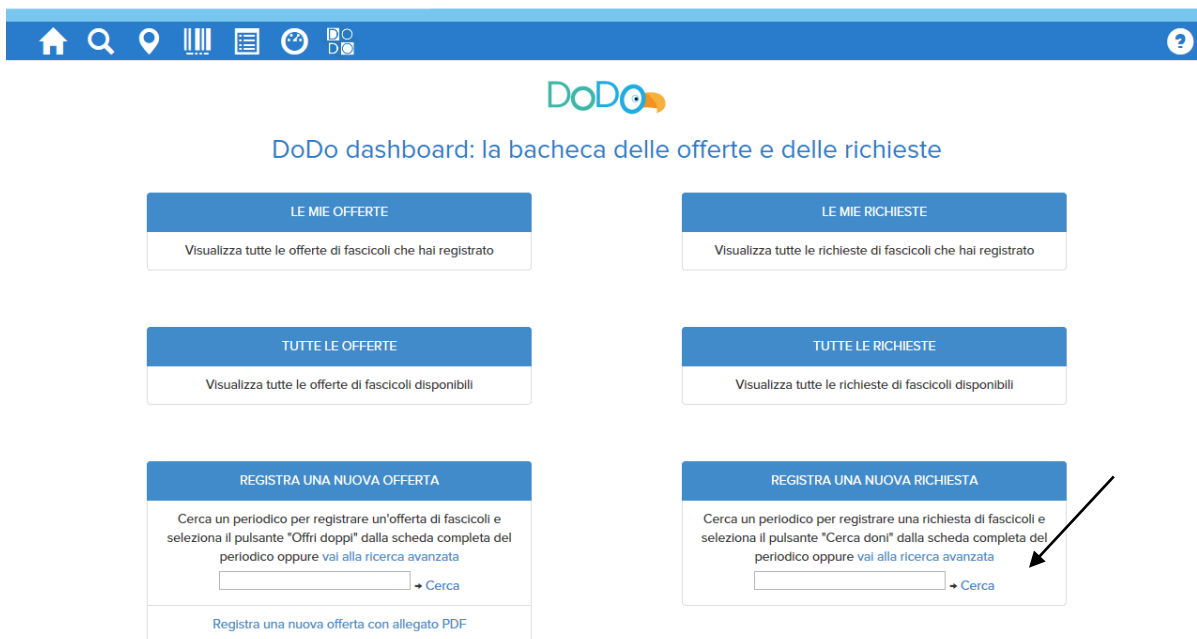 DO
DO
?
DoDo
DoDo dashboard: la bacheca delle offerte e delle richieste
LE MIE OFFERTE
Visualizza tutte le offerte di fascicoli che hai registrato
LE MIE RICHIESTE
Visualizza tutte le richieste di fascicoli che hai registrato
TUTTE LE OFFERTE
Visualizza tutte le offerte di fascicoli disponibili
TUTTE LE RICHIESTE
Visualizza tutte le richieste di fascicoli disponibili
REGISTRA UNA NUOVA OFFERTA
Cerca un periodico per registrare un'offerta di fascicoli e
seleziona il pulsante "Offri doppi" dalla scheda completa del
periodico oppure vai alla ricerca avanzata
→ Cerca
Registra una nuova offerta con allegato PDF
REGISTRA UNA NUOVA RICHIESTA
Cerca un periodico per registrare una richiesta di fascicoli e
seleziona il pulsante "Cerca doni" dalla scheda completa del
periodico oppure vai alla ricerca avanzata
→ Cerca